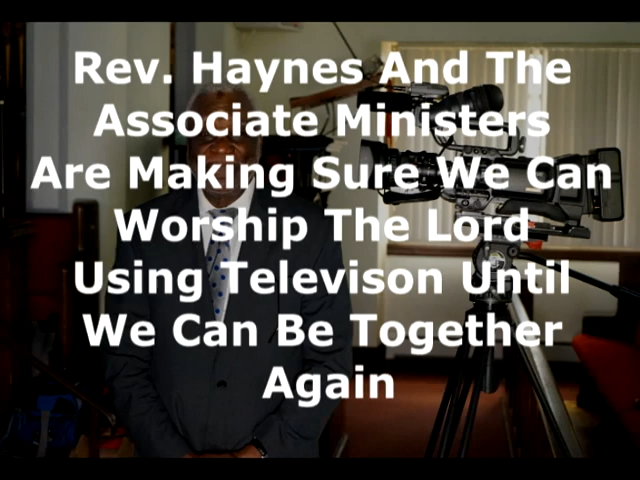 Rev. Haynes And The
Associate Ministers
Are Making Sure We Can
Worship The Lord
Using Televison Until
We Can Be Together
Again